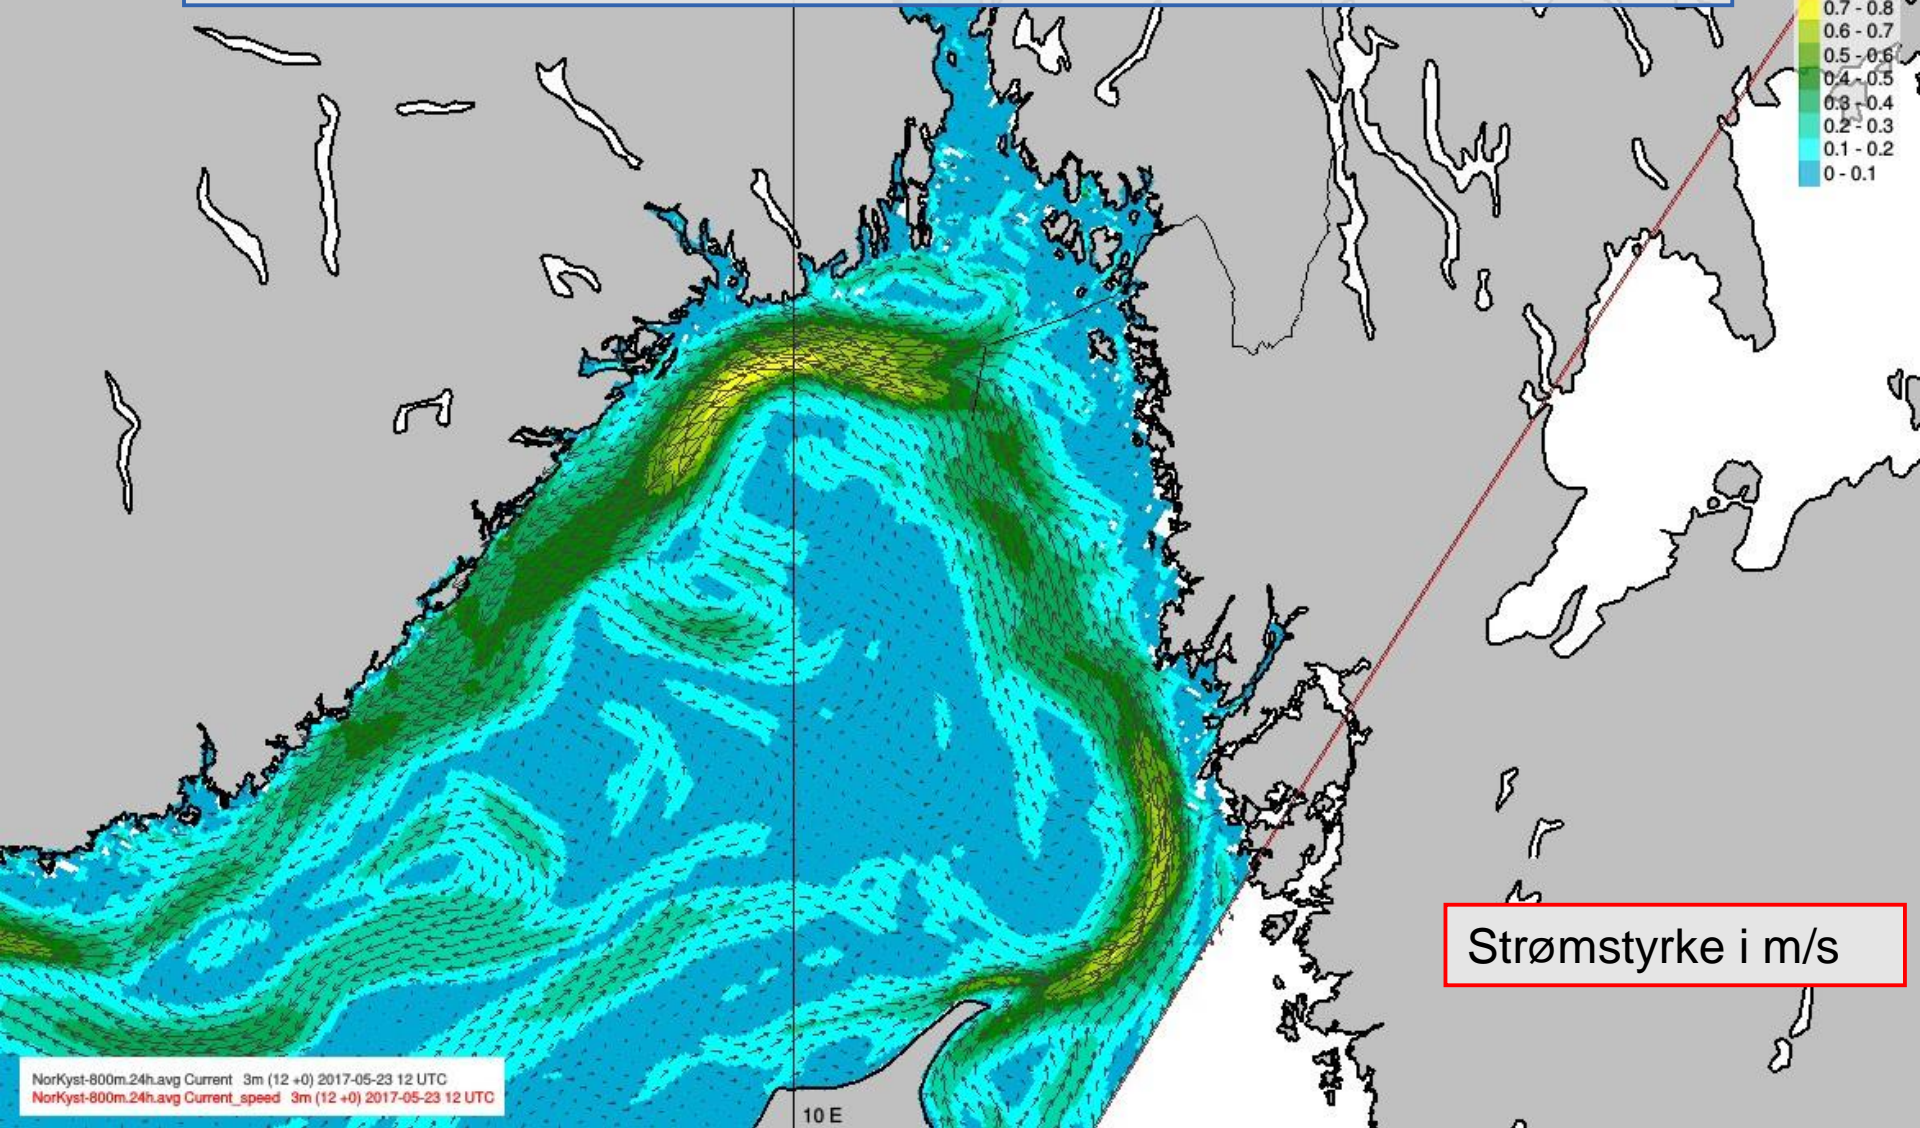 0.7 - 0.8
0.6 - 0.7
0.5 - 0.6
0.4 - 0.5
0.3 - 0.4
0.2 - 0.3
0.1 - 0.2
0 - 0.1
Strømstyrke i m/s
NorKyst-800m.24h.avg Current 3m (12 +0) 2017-05-23 12 UTC
NorKyst-800m.24h.avg Current_speed 3m (12 +0) 2017-05-23 12 UTC
10 E